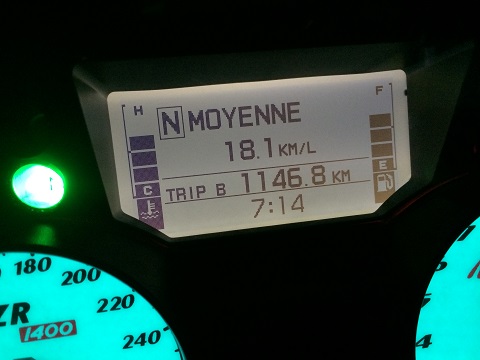 H
F
N MOYENNE
18.1 KM/L
C
E
TRIP B 1146.8 KM
7:14
180
200
220
240
ZR
1400